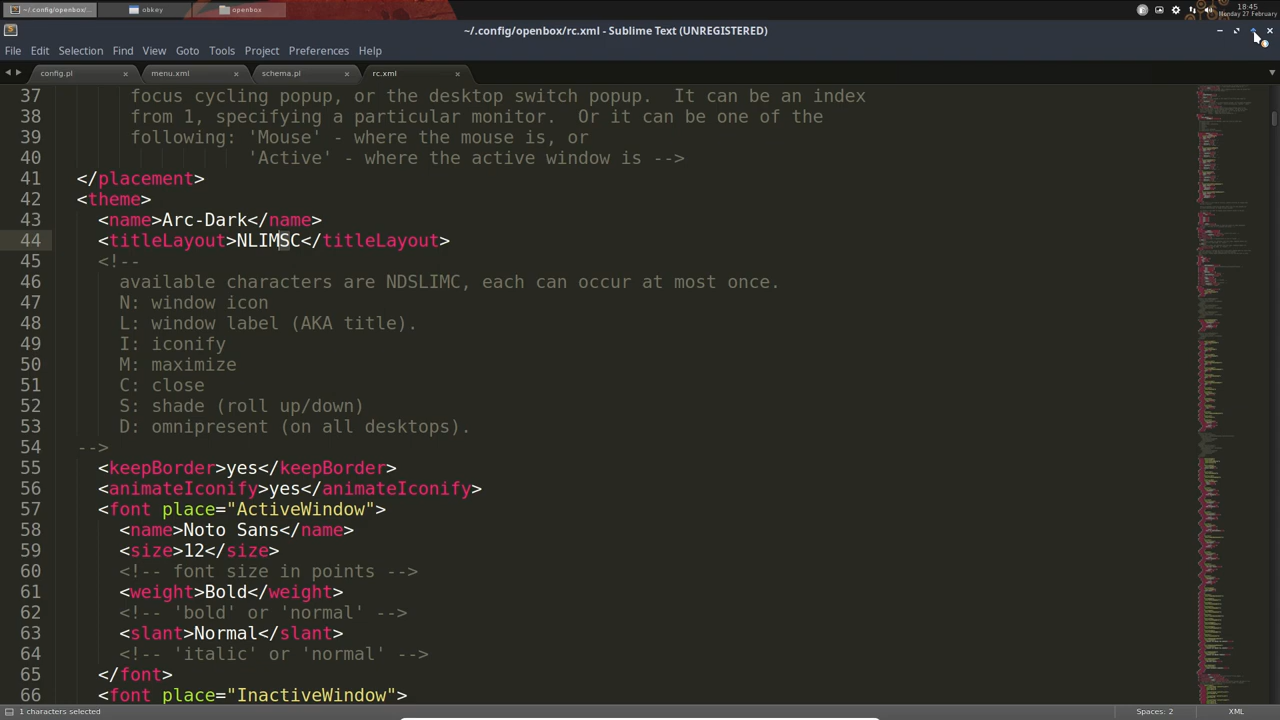 ~/.config/openbox/...
obkey
openbox
18:45
Monday 27 February
~/.config/openbox/rc.xml - Sublime Text (UNREGISTERED)
File Edit Selection Find View Goto Tools Project Preferences Help
config.pl menu.xml schema.pl rc.xml
37 focus cycling popup, or the desktop switch popup.  It can be an index
38 from 1, specifying a particular monitor.  Or it can be one of the
39 following: 'Mouse' - where the mouse is, or
40 'Active' - where the active window is -->
41 </placement>
42 <theme>
43 <name>Arc-Dark</name>
44 <titleLayout>NLIMSC</titleLayout>
45 <!--
46 available characters are NDSLIMC, each can occur at most once.
47 N: window icon
48 L: window label (AKA title).
49 I: iconify
50 M: maximize
51 C: close
52 S: shade (roll up/down)
53 D: omnipresent (on all desktops).
54 -->
55 <keepBorder>yes</keepBorder>
56 <animateIconify>yes</animateIconify>
57 <font place="ActiveWindow">
58 <name>Noto Sans</name>
59 <size>12</size>
60 <!-- font size in points -->
61 <weight>Bold</weight>
62 <!-- 'bold' or 'normal' -->
63 <slant>Normal</slant>
64 <!-- 'italic' or 'normal' -->
65 </font>
66 <font place="InactiveWindow">
1 characters selected
Spaces: 2
XML